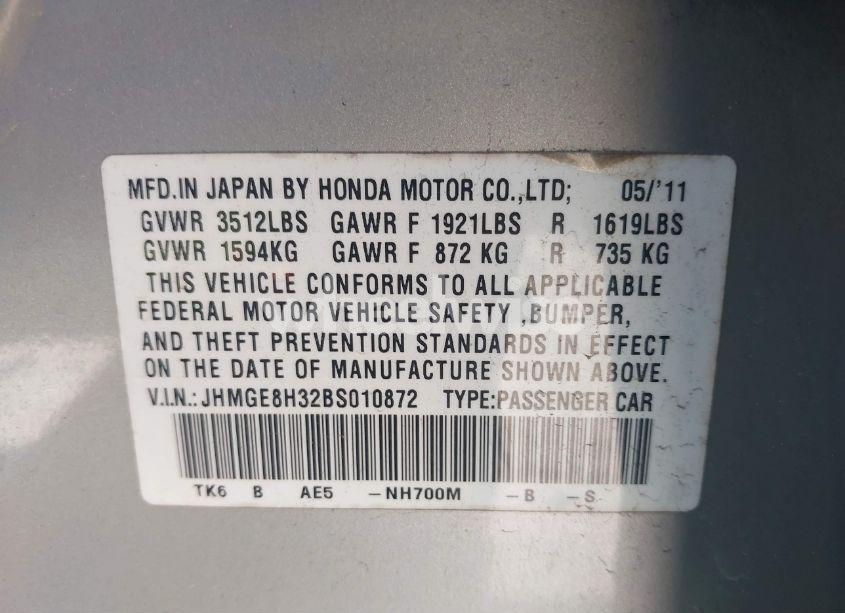 MFD.IN JAPAN BY HONDA MOTOR CO.,LTD; 05/'11
GVWR 3512LBS GAWR F 1921LBS R 1619LBS
GVWR 1594KG GAWR F 872 KG R 735 KG
THIS VEHICLE CONFORMS TO ALL APPLICABLE
FEDERAL MOTOR VEHICLE SAFETY ,BUMPER,
AND THEFT PREVENTION STANDARDS IN EFFECT
ON THE DATE OF MANUFACTURE SHOWN ABOVE.
V.I.N.: JHMGE8H32BS010872 TYPE:PASSENGER CAR
TK6 B AE5 -NH700M -B -S